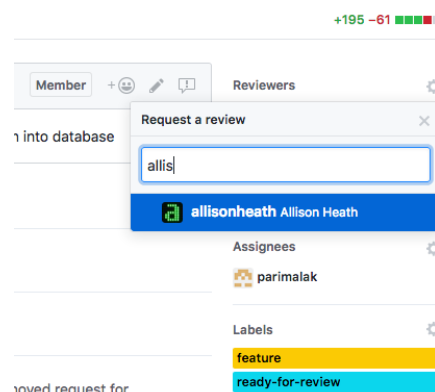 +195 −61
Member
Reviewers
Request a review
into database
allis
allisonheath Allison Heath
Assignees
parimalak
Labels
feature
ready-for-review
request for